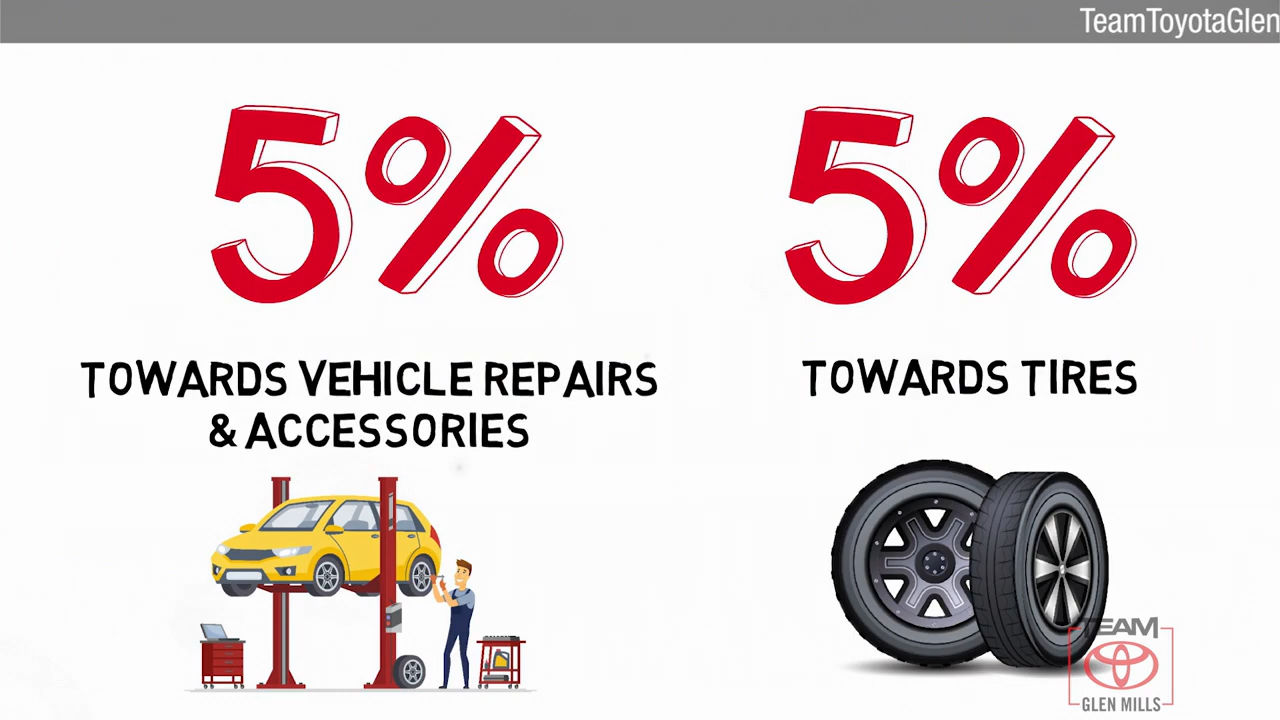 TeamToyotaGlen
5%
TOWARDS VEHICLE REPAIRS
& ACCESSORIES
5%
TOWARDS TIRES
TEAM
GLEN MILLS